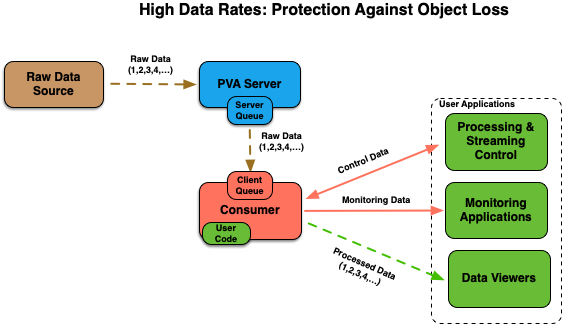 High Data Rates: Protection Against Object Loss
Raw Data
Source
Raw Data
(1,2,3,4,...)
PVA Server
Server
Queue
Raw Data
(1,2,3,4,...)
Client
Queue
Consumer
User
Code
Control Data
Monitoring Data
Processed Data
(1,2,3,4,...)
User Applications
Processing &
Streaming
Control
Monitoring
Applications
Data Viewers